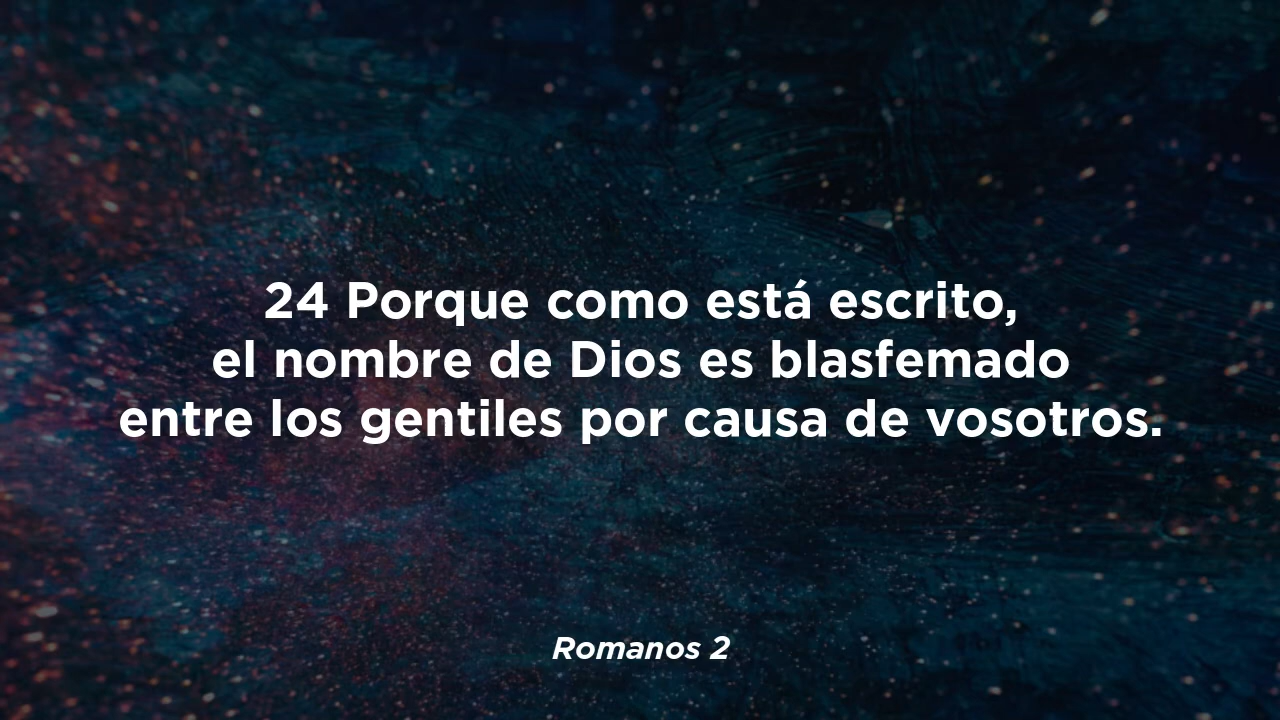 24 Porque como está escrito,
el nombre de Dios es blasfemado
entre los gentiles por causa de vosotros.
Romanos 2